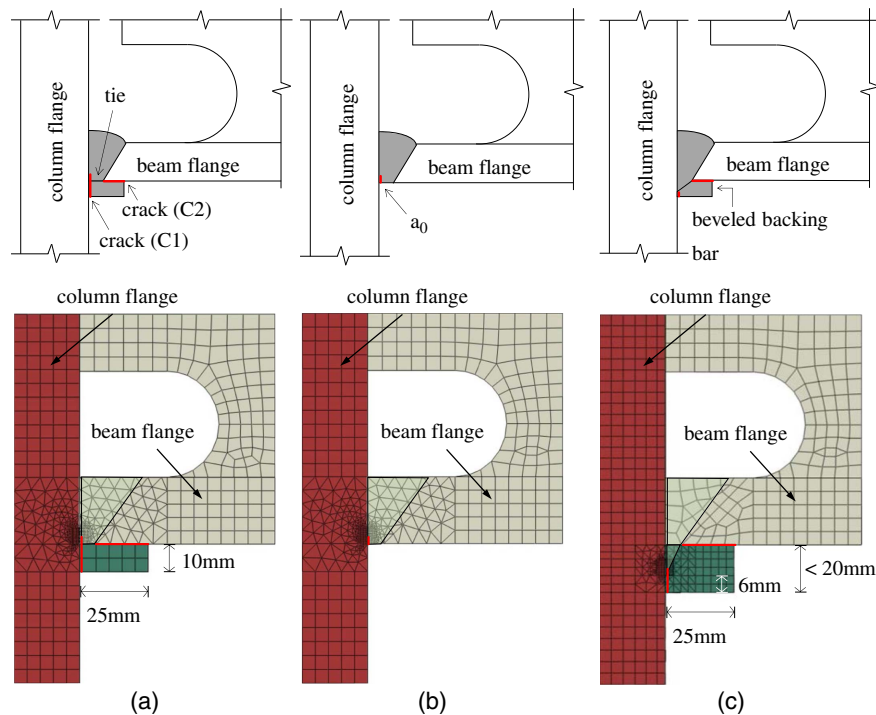 column flange
tie
beam flange
crack (C2)
crack (C1)
column flange
beam flange
a0
column flange
beam flange
beveled backing
bar
column flange
beam flange
10mm
25mm
(a)
column flange
beam flange
(b)
column flange
beam flange
< 20mm
6mm
25mm
(c)